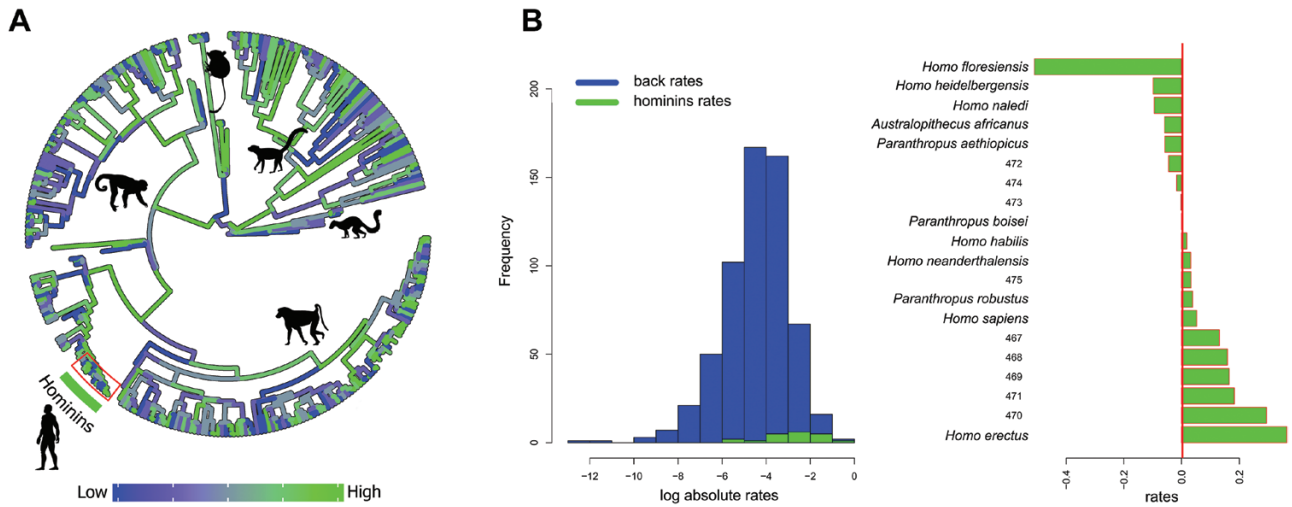 A
Hominins
Low
High
B
back rates
hominins rates
Frequency
200
150
100
50
0
−12
−10
−8
−6
−4
−2
0
log absolute rates
Homo floresiensis
Homo heidelbergensis
Homo naledi
Australopithecus africanus
Paranthropus aethiopicus
472
474
473
Paranthropus boisei
Homo habilis
Homo neanderthalensis
475
Paranthropus robustus
Homo sapiens
467
468
469
471
470
Homo erectus
−0.4
−0.2
0.0
0.2
rates